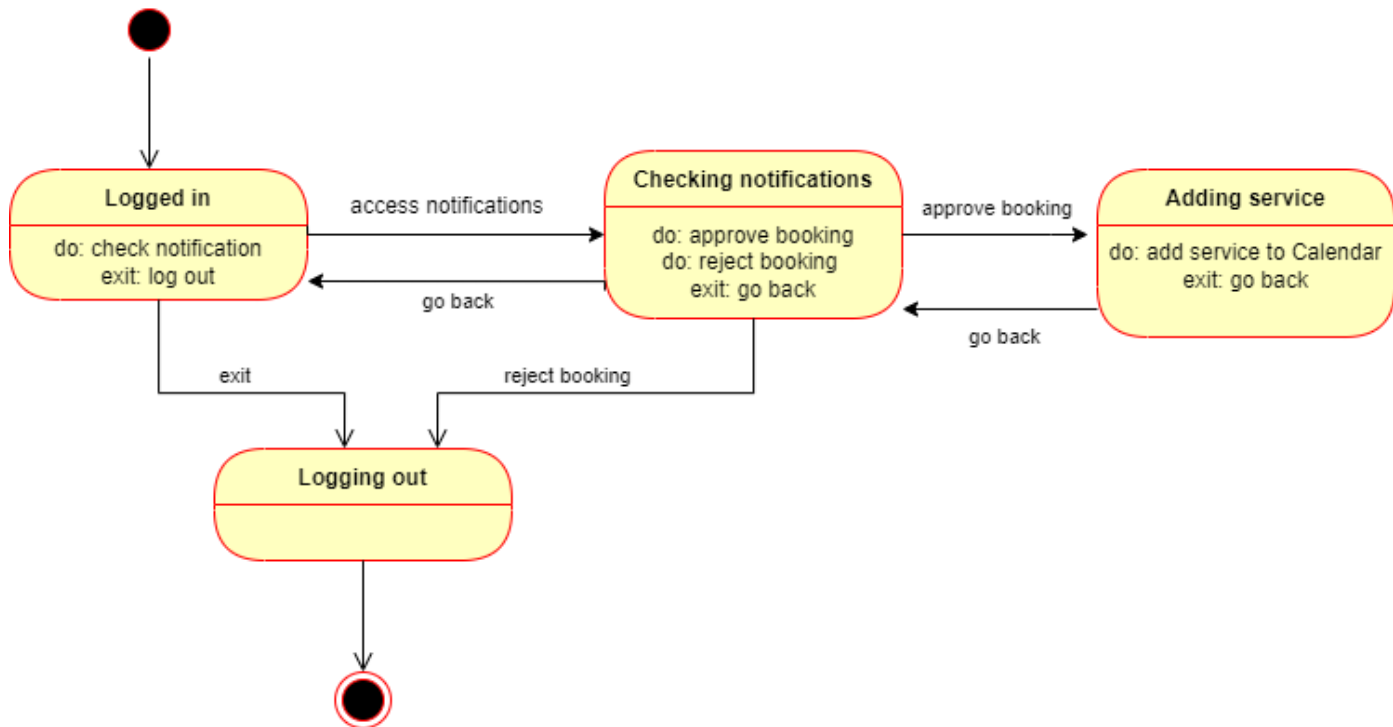 Logged in
do: check notification
exit: log out
access notifications
go back
Checking notifications
do: approve booking
do: reject booking
exit: go back
approve booking
go back
Adding service
do: add service to Calendar
exit: go back
exit
reject booking
Logging out